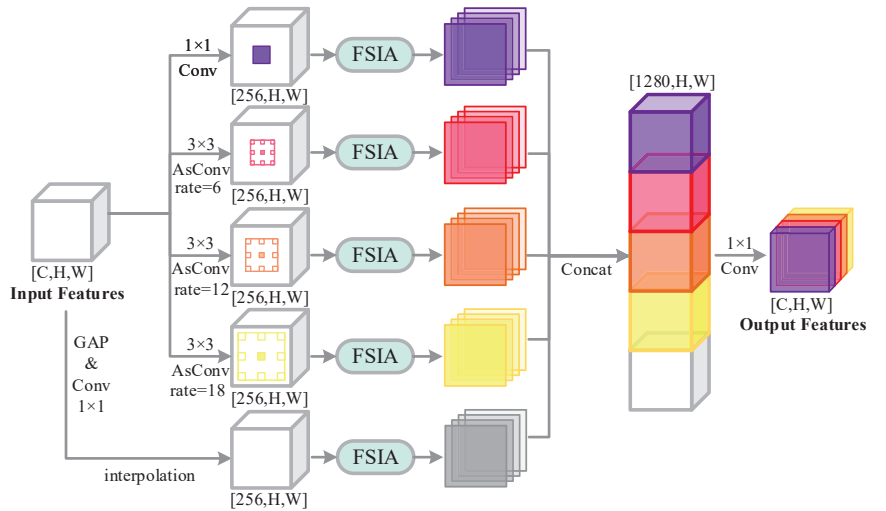 1×1
Conv
[256,H,W]
FSIA
3×3
AsConv
rate=6
[256,H,W]
FSIA
[C,H,W]
Input Features
3×3
AsConv
rate=12
[256,H,W]
FSIA
3×3
AsConv
rate=18
[256,H,W]
FSIA
GAP
&
Conv
1×1
interpolation
[256,H,W]
FSIA
Concat
[1280,H,W]
1×1
Conv
[C,H,W]
Output Features